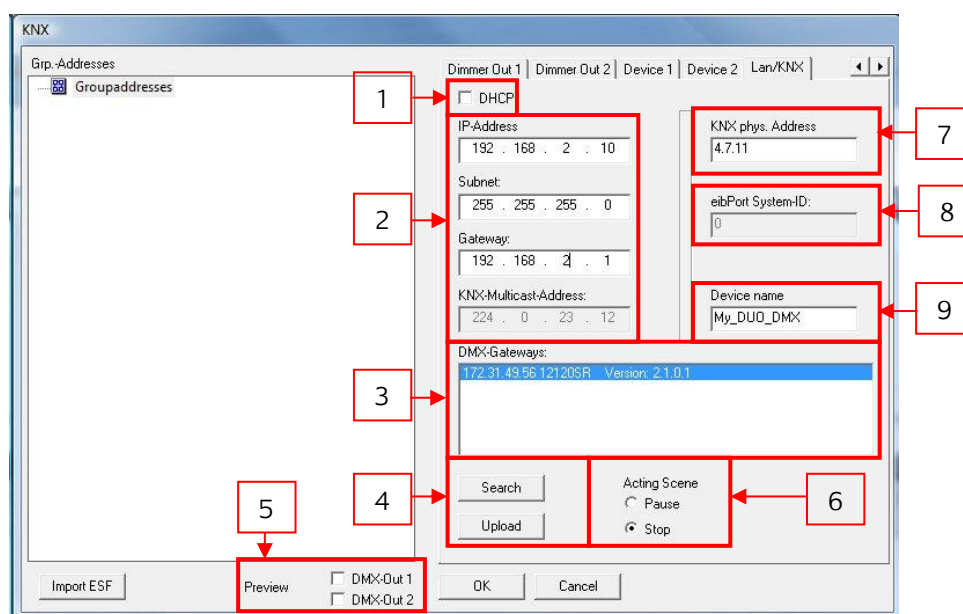 KNX
Grp.-Addresses
Groupaddresses
Dimmer Out 1 Dimmer Out 2 Device 1 Device 2 Lan/KNX
1
DHCP
IP-Address
192 . 168 . 2 . 10
Subnet:
255 . 255 . 255 . 0
2
Gateway:
192 . 168 . 2 . 1
KNX-Multicast-Address:
224 . 0 . 23 . 12
KNX phys. Address
4.7.11
7
eibPort System-ID:
0
8
Device name
My_DUO_DMX
9
DMX-Gateways:
172.31.49.56 12120SR Version: 2.1.0.1
3
4
Search
Upload
Acting Scene
Pause
Stop
6
5
Import ESF
Preview
DMX-Out 1
DMX-Out 2
OK
Cancel